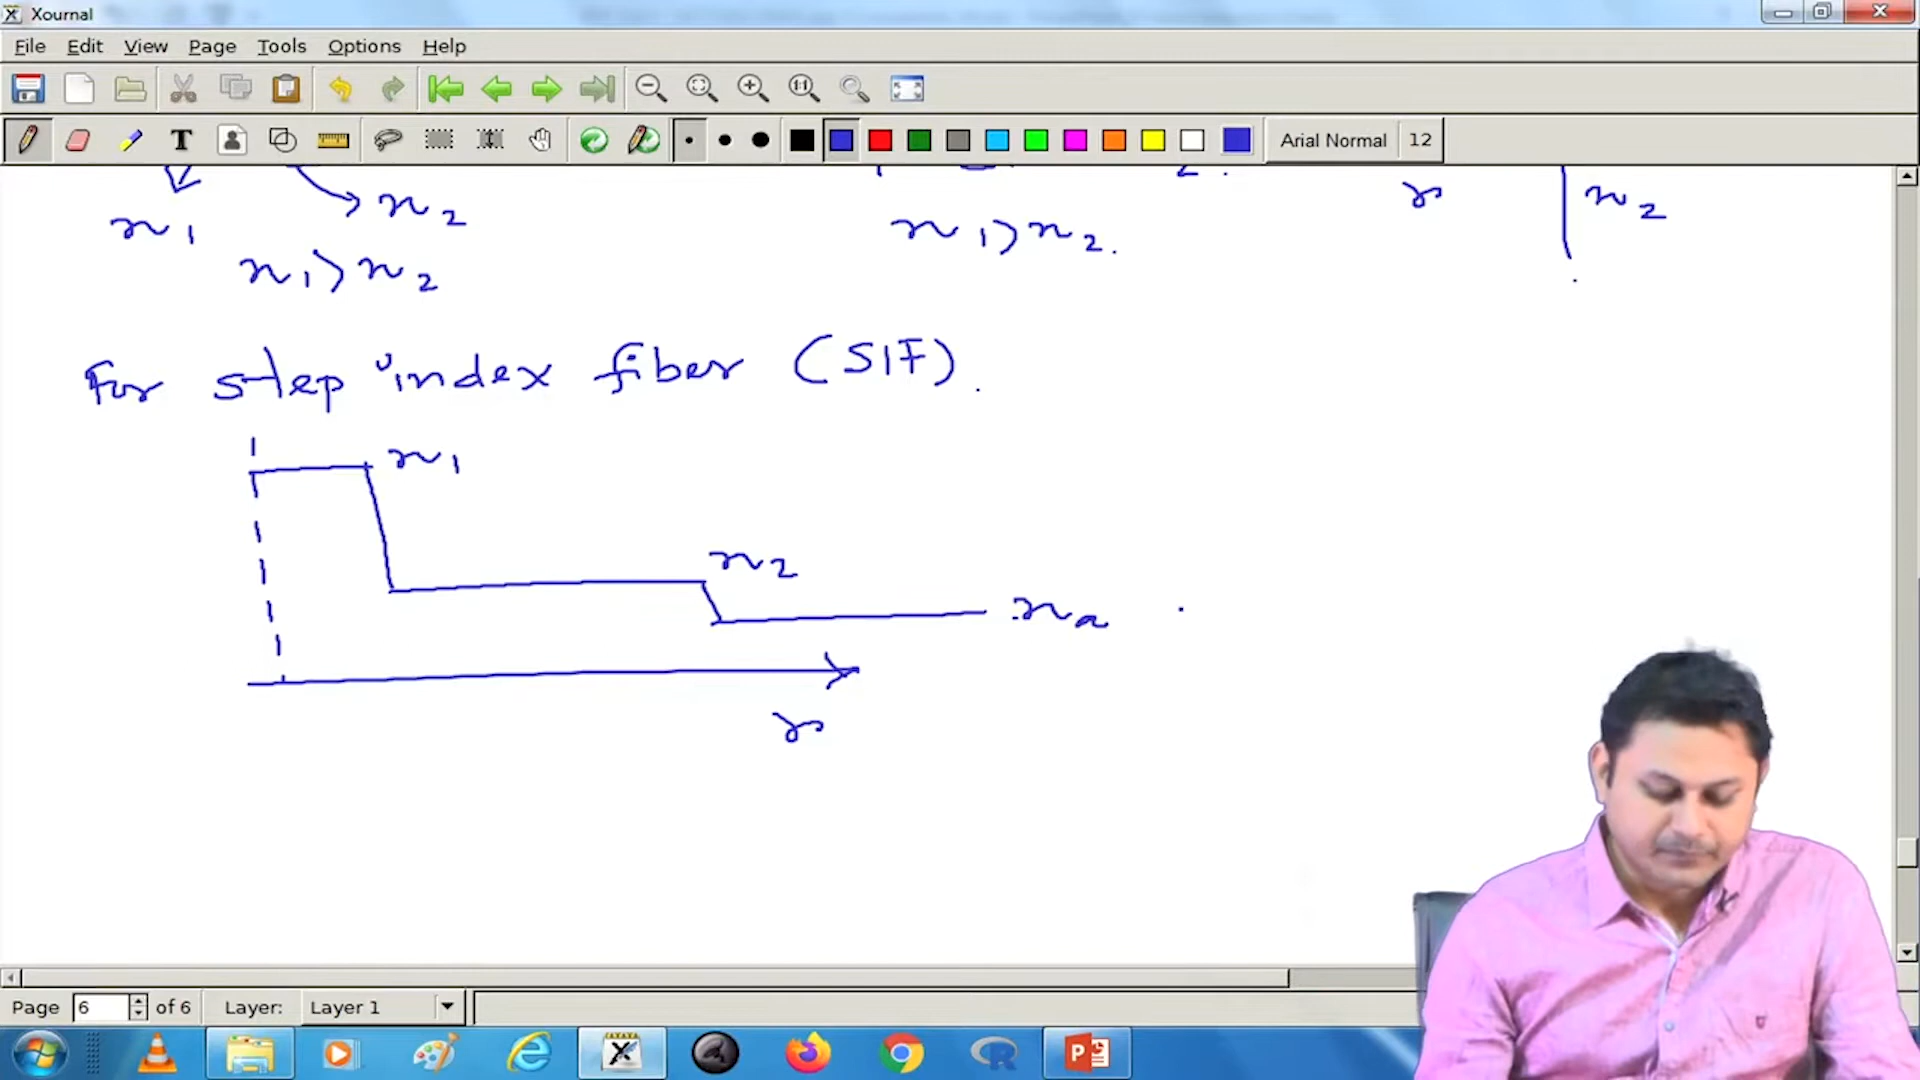 Xournal
File Edit View Page Tools Options Help
Arial Normal 12
n1
n2
n1 > n2
n1 > n2.
r
n2
For step index fiber (SIF).
n1
n2
na
r
Page 6 of 6 Layer: Layer 1